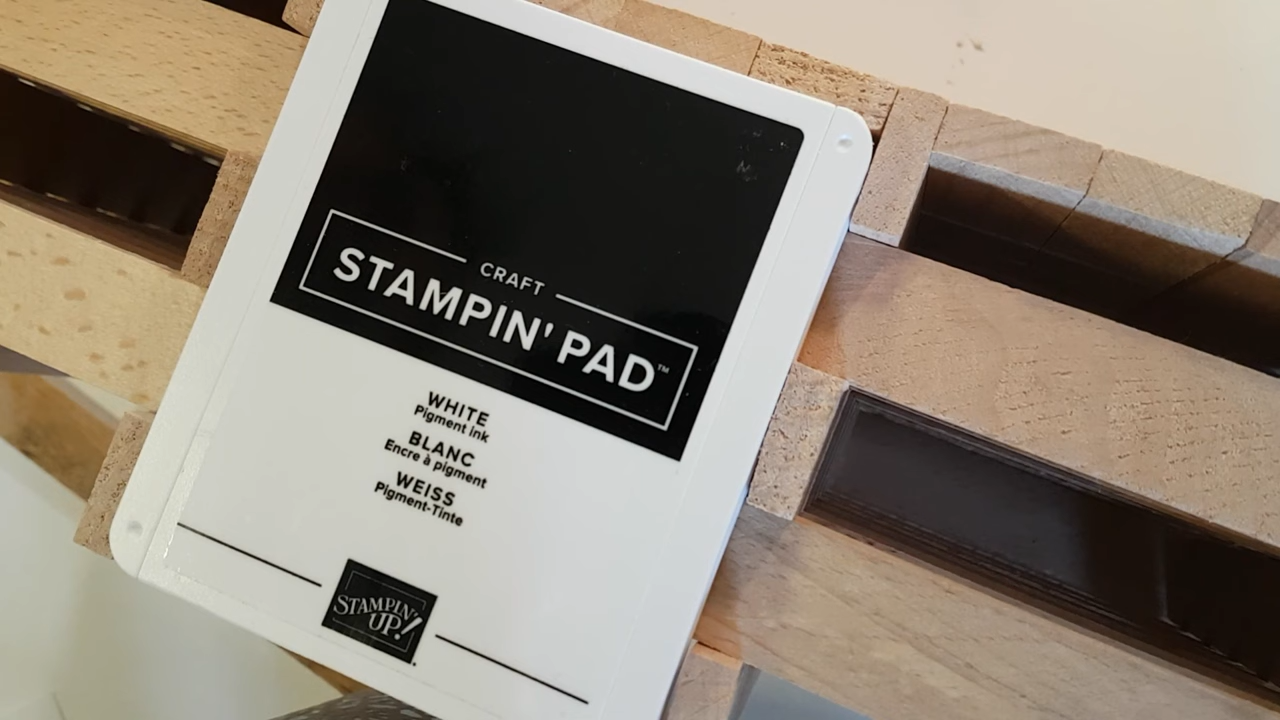 CRAFT
STAMPIN' PAD™
WHITE
Pigment ink
BLANC
Encre à pigment
WEISS
Pigment-Tinte
STAMPIN'
UP!